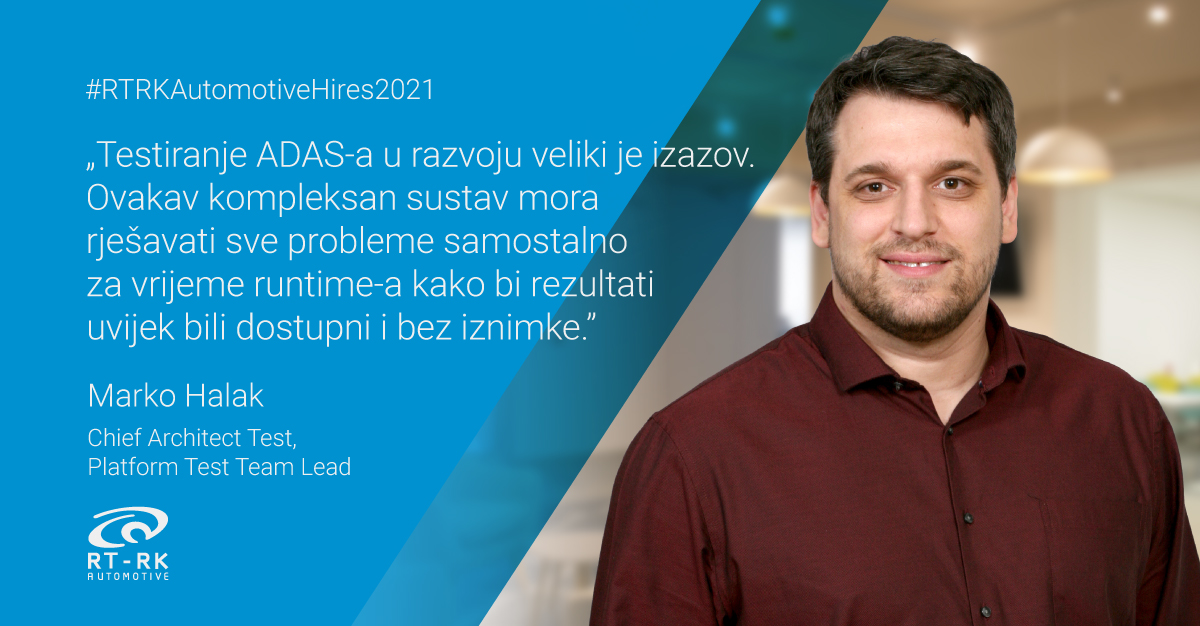 #RTRKAutomotiveHires2021
„Testiranje ADAS-a u razvoju veliki je izazov.
Ovakav kompleksan sustav mora
rješavati sve probleme samostalno
za vrijeme runtime-a kako bi rezultati
uvijek bili dostupni i bez iznimke.”
Marko Halak
Chief Architect Test,
Platform Test Team Lead
RT-RK
AUTOMOTIVE